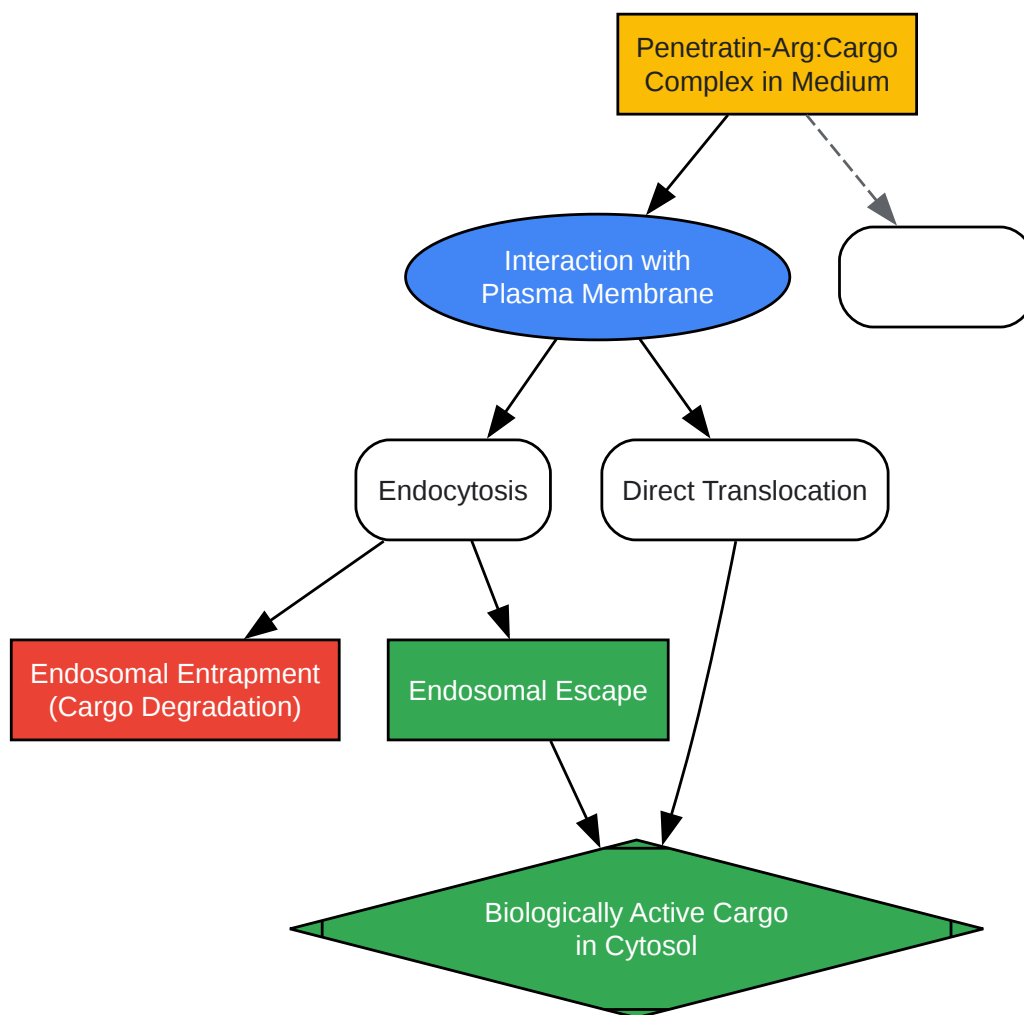 Penetratin-Arg:Cargo
Complex in Medium
Interaction with
Plasma Membrane
Endocytosis
Direct Translocation
Endosomal Entrapment
(Cargo Degradation)
Endosomal Escape
Biologically Active Cargo
in Cytosol